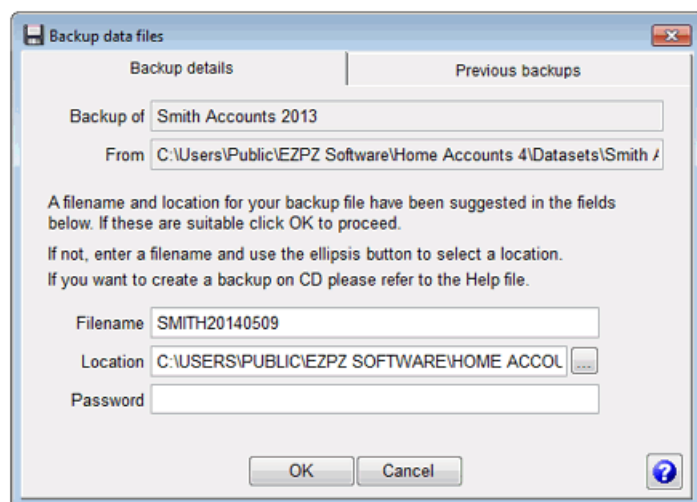 Backup data files
Backup details
Previous backups
Backup of Smith Accounts 2013
From C:\Users\Public\EZPZ Software\Home Accounts 4\Datasets\Smith
A filename and location for your backup file have been suggested in the fields
below. If these are suitable click OK to proceed.
If not, enter a filename and use the ellipsis button to select a location.
If you want to create a backup on CD please refer to the Help file.
Filename SMITH20140509
Location C:\USERS\PUBLIC\EZPZ SOFTWARE\HOME ...
Password
OK Cancel ?